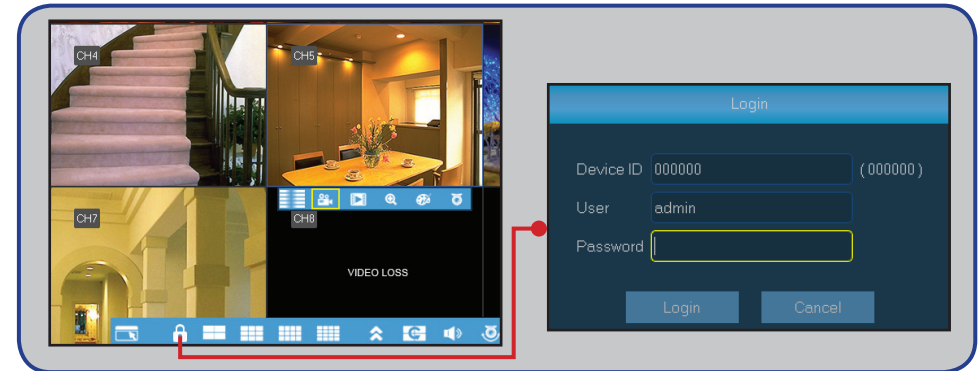 CH4
CH5
CH7
CH8
VIDEO LOSS
Login
Device ID 000000 (000000)
User admin
Password
Login Cancel